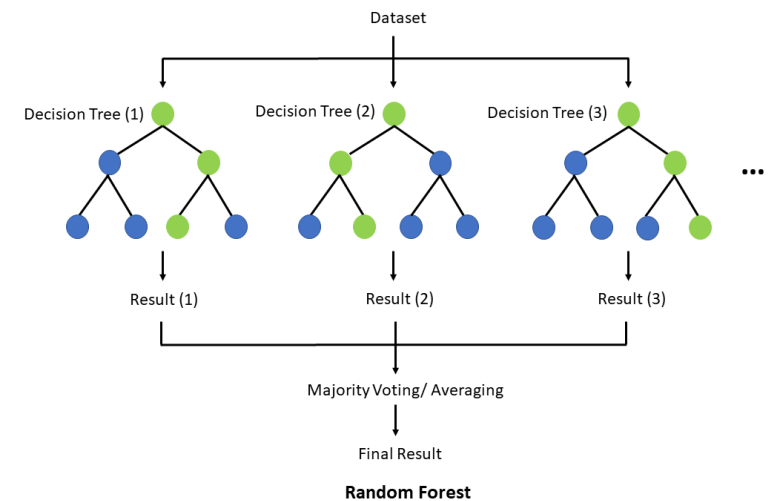 Dataset
Decision Tree (1)
Decision Tree (2)
Decision Tree (3)
...
Result (1)
Result (2)
Result (3)
Majority Voting/ Averaging
Final Result
Random Forest